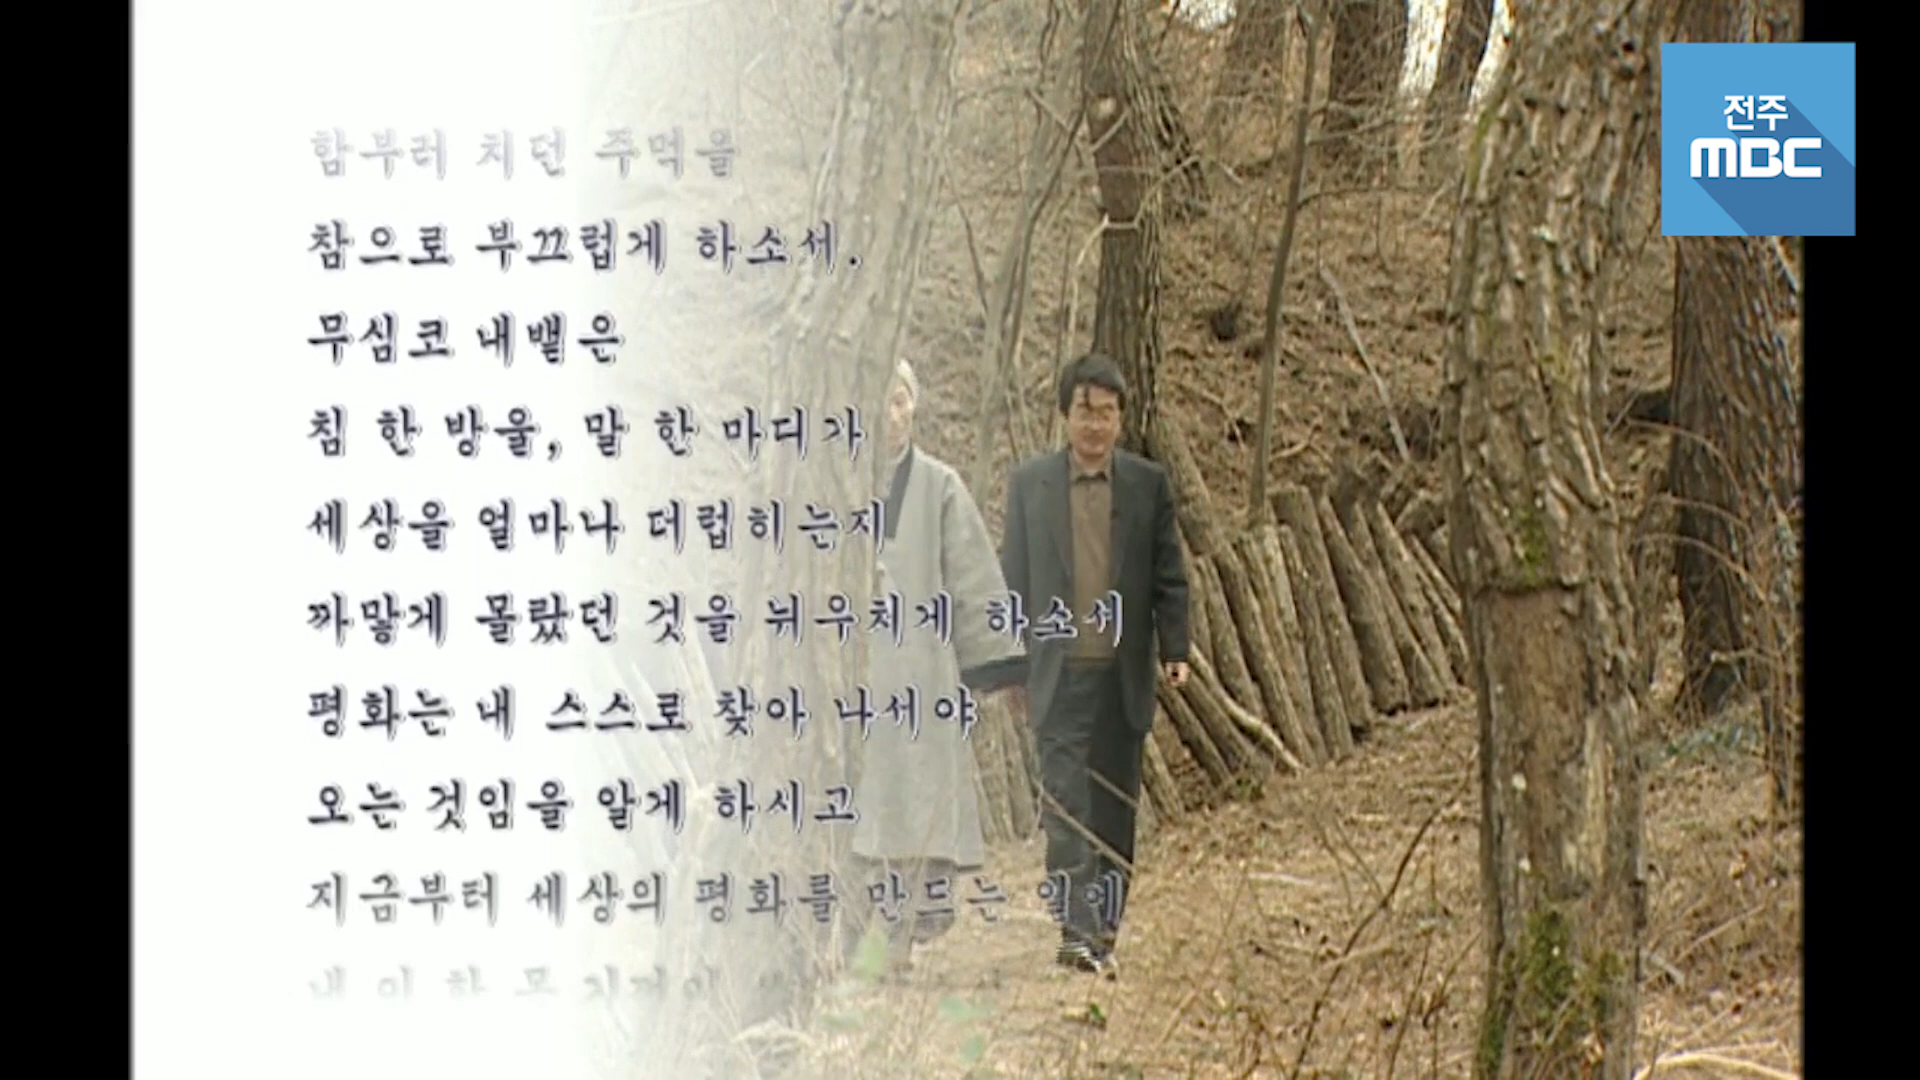 함부러 치던 주먹을
참으로 부끄럽게 하소서.
무심코 내뱉은
침 한 방울, 말 한 마디가
세상을 얼마나 더럽히는지
까맣게 몰랐던 것을 뉘우치게 하소서
평화는 내 스스로 찾아 나서야
오는 것임을 알게 하시고
지금부터 세상의 평화를 만드는 일에
전주
MBC